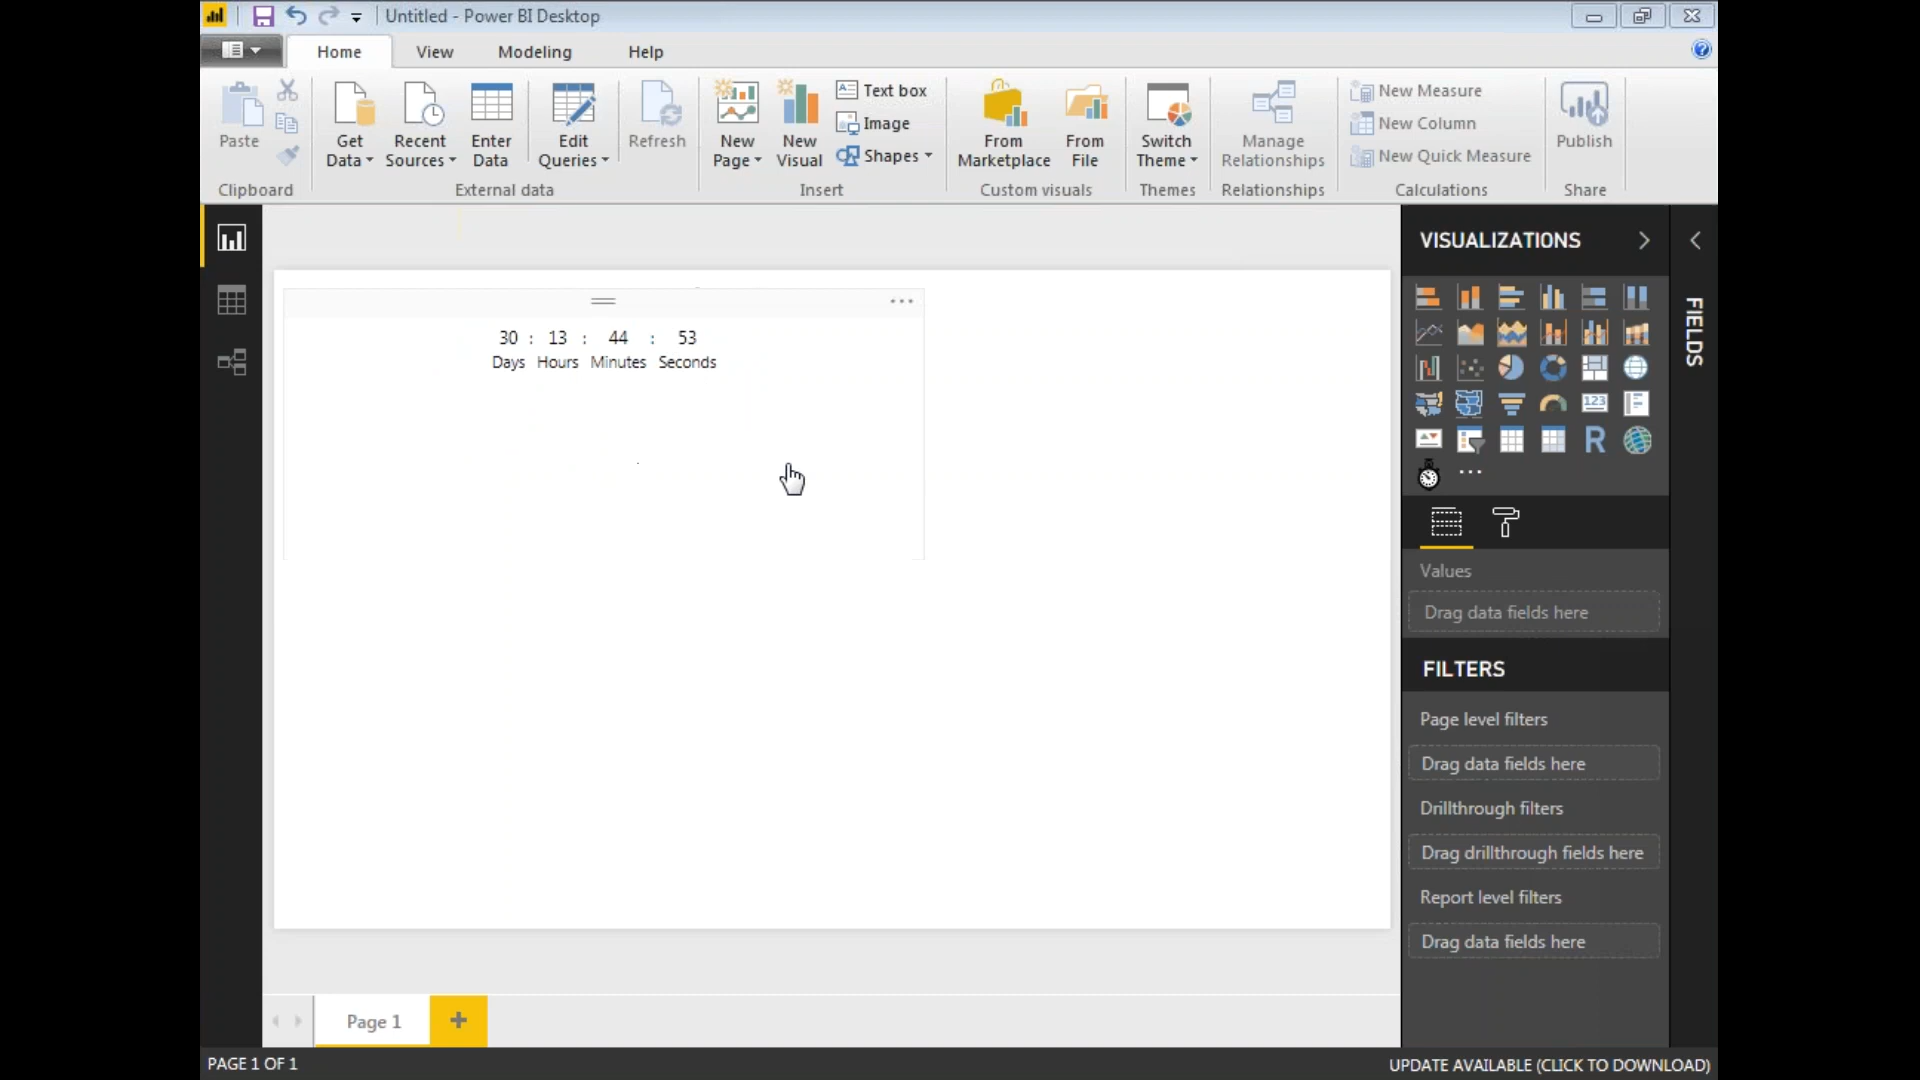 Untitled - Power BI Desktop
Home View Modeling Help
Paste
Clipboard
Get Data
Recent Sources
Enter Data
Edit Queries
External data
Refresh
New Page
New Visual
Text box
Image
Shapes
Insert
From Marketplace
From File
Custom visuals
Switch Theme
Themes
Manage Relationships
Relationships
New Measure
New Column
New Quick Measure
Calculations
Publish
Share
30 : 13 : 44 : 53
Days Hours Minutes Seconds
VISUALIZATIONS
FIELDS
123
R
Values
Drag data fields here
FILTERS
Page level filters
Drag data fields here
Drillthrough filters
Drag drillthrough fields here
Report level filters
Drag data fields here
Page 1
PAGE 1 OF 1
UPDATE AVAILABLE (CLICK TO DOWNLOAD)